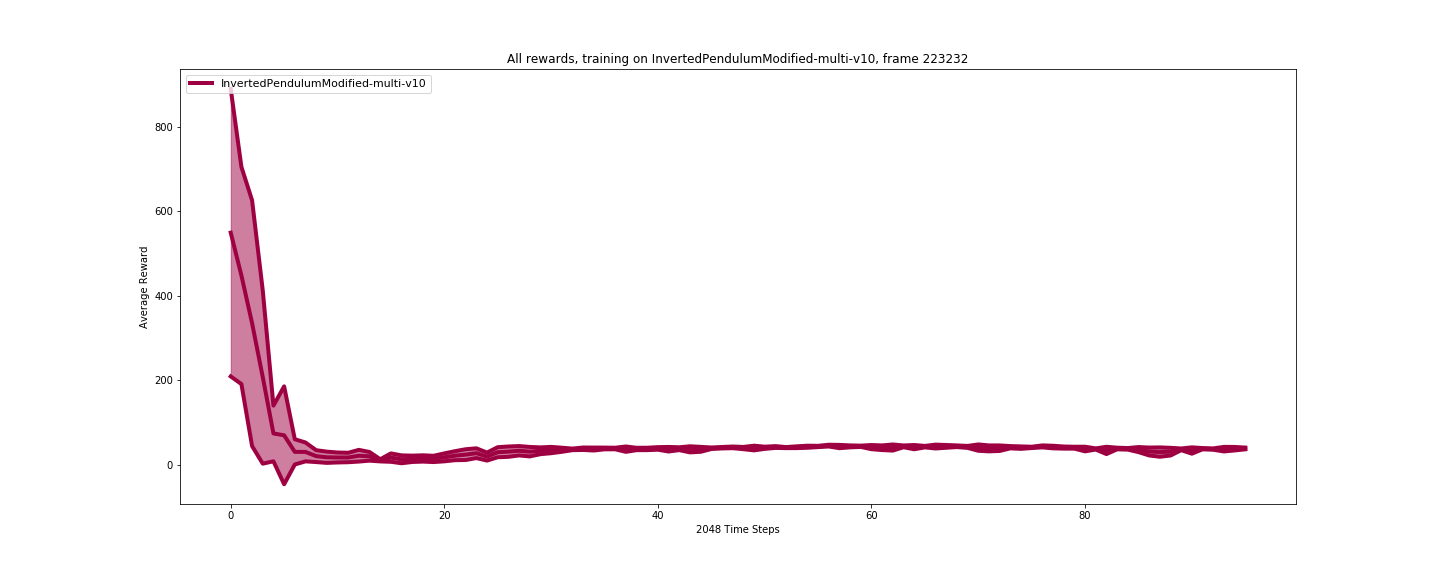 All rewards, training on InvertedPendulumModified-multi-v10, frame 223232
InvertedPendulumModified-multi-v10
800
600
400
200
0
Average Reward
0 20 40 60 80
2048 Time Steps